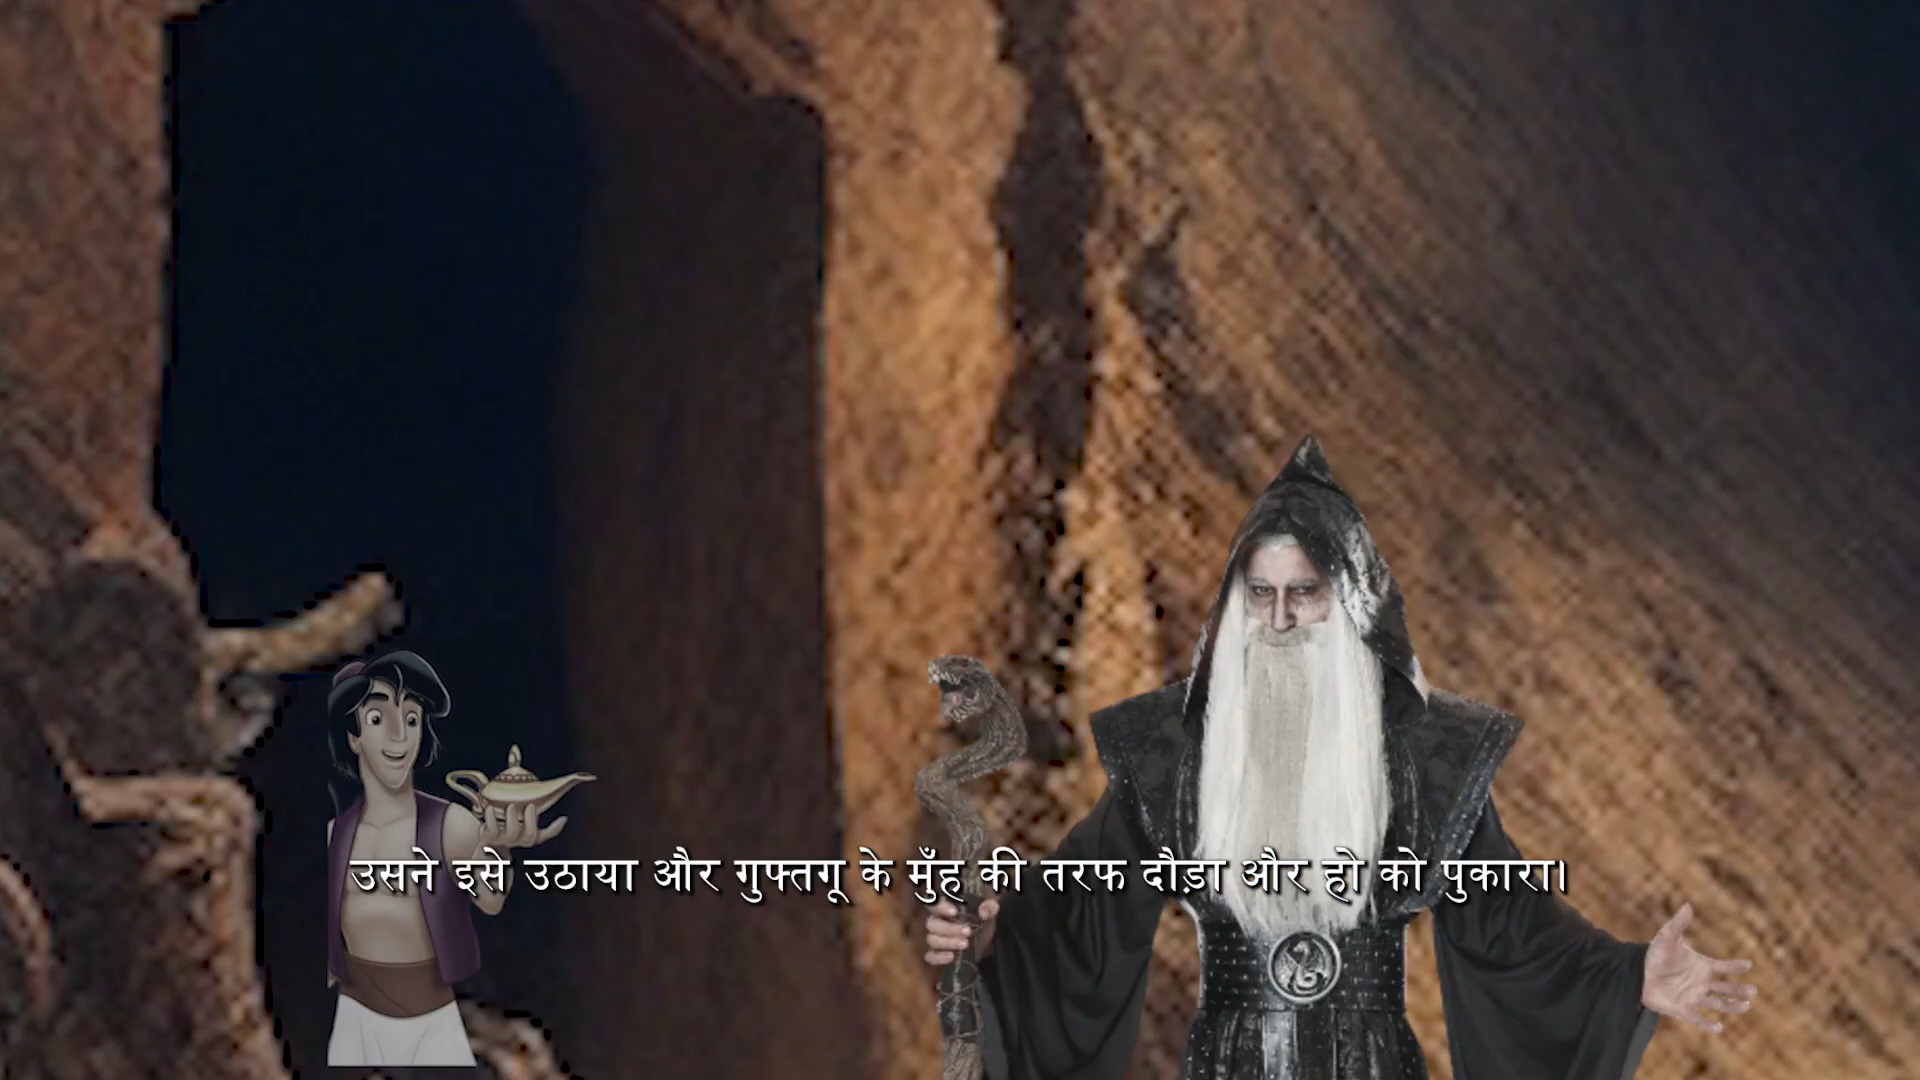 उसने इसे उठाया और गुफ्तगू के मुँह की तरफ दौड़ा और हो को पुकारा।